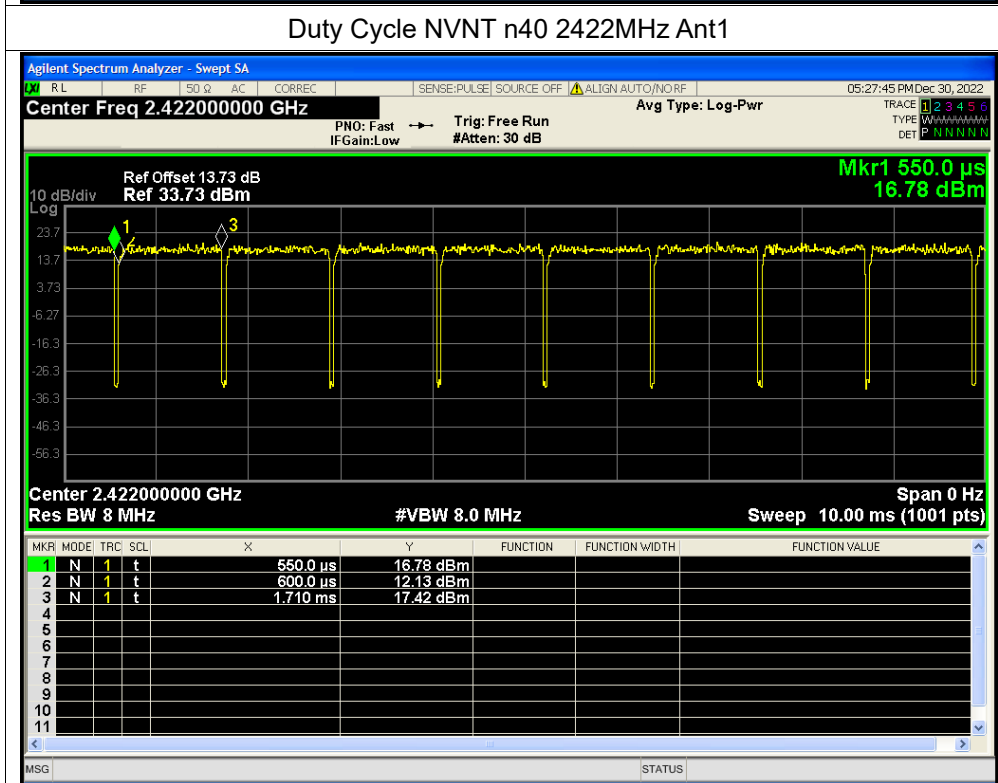 Duty Cycle NVNT n40 2422MHz Ant1
Agilent Spectrum Analyzer - Swept SA
LXI RL RF 50 Ω AC CORREC SENSE:PULSE SOURCE OFF ALIGN AUTO/NO RF 05:27:45 PM Dec 30, 2022
Center Freq 2.422000000 GHz Avg Type: Log-Pwr TRACE 1 2 3 4 5 6
PNO: Fast Trig: Free Run TYPE W
IFGain:Low #Atten: 30 dB DET P N N N N N
Ref Offset 13.73 dB Mkr1 550.0 µs
10 dB/div Ref 33.73 dBm 16.78 dBm
Log
23.7
13.7
3.73
-6.27
-16.3
-26.3
-36.3
-46.3
-56.3
1 2 3
Center 2.422000000 GHz Span 0 Hz
Res BW 8 MHz #VBW 8.0 MHz Sweep 10.00 ms (1001 pts)
MKR MODE TRC SCL X Y FUNCTION FUNCTION WIDTH FUNCTION VALUE
1 N 1 t 550.0 µs 16.78 dBm
2 N 1 t 600.0 µs 12.13 dBm
3 N 1 t 1.710 ms 17.42 dBm
4
5
6
7
8
9
10
11
MSG STATUS